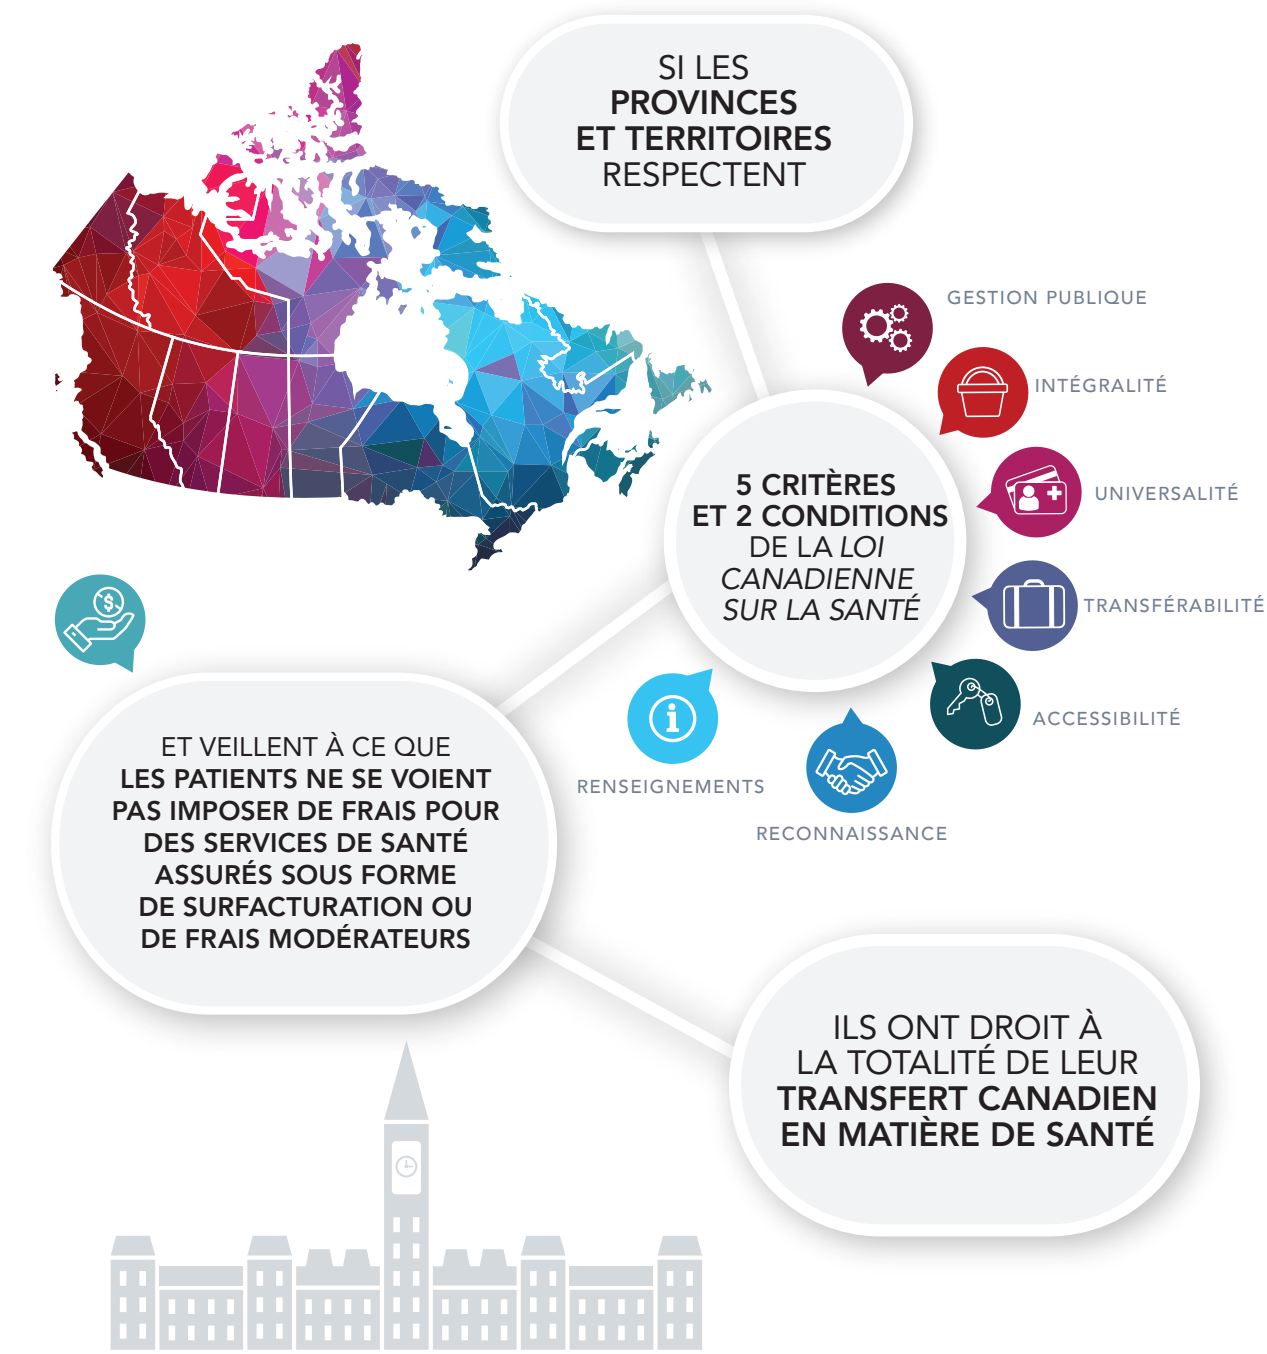 SI LES
PROVINCES
ET TERRITOIRES
RESPECTENT
5 CRITÈRES
ET 2 CONDITIONS
DE LA LOI
CANADIENNE
SUR LA SANTÉ
GESTION PUBLIQUE
INTÉGRALITÉ
UNIVERSALITÉ
TRANSFÉRABILITÉ
ACCESSIBILITÉ
RECONNAISSANCE
RENSEIGNEMENTS
$
ET VEILLENT À CE QUE
LES PATIENTS NE SE VOIENT
PAS IMPOSER DE FRAIS POUR
DES SERVICES DE SANTÉ
ASSURÉS SOUS FORME
DE SURFACTURATION OU
DE FRAIS MODÉRATEURS
ILS ONT DROIT À
LA TOTALITÉ DE LEUR
TRANSFERT CANADIEN
EN MATIÈRE DE SANTÉ